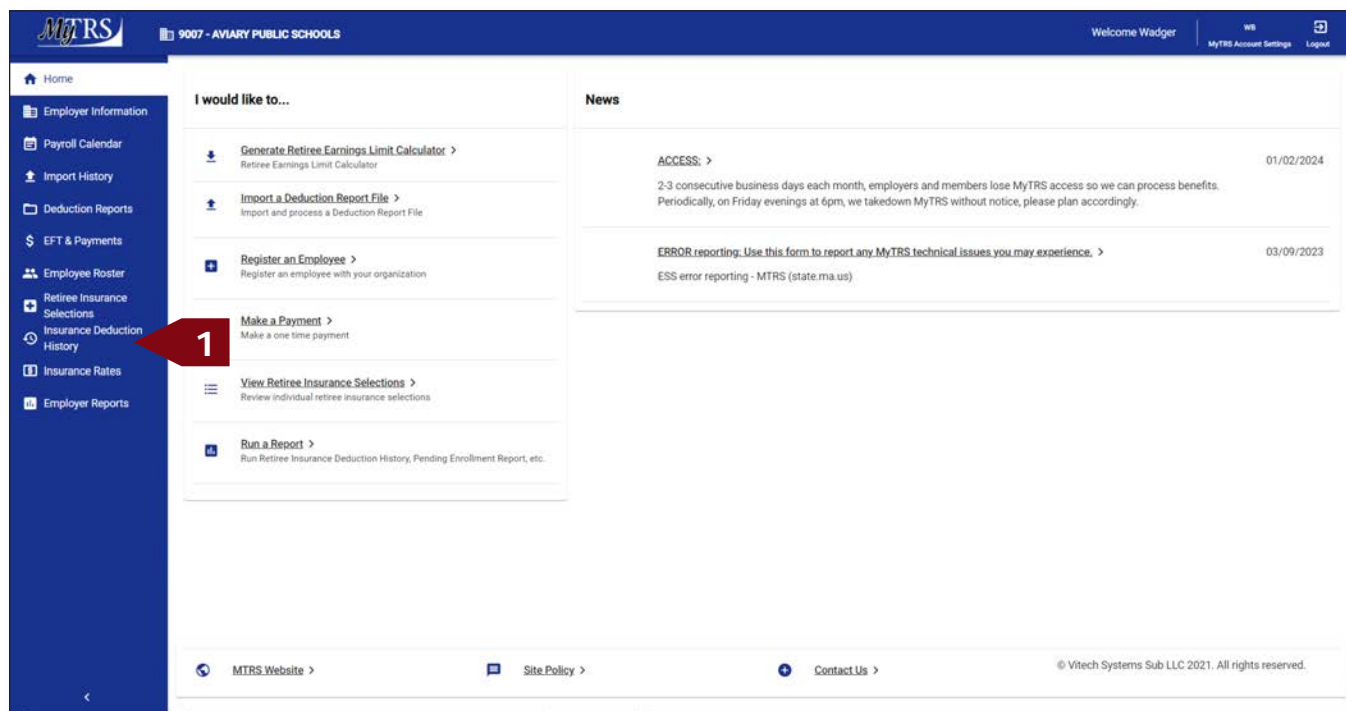 MyTRS
9007 - AVIARY PUBLIC SCHOOLS
Welcome Wadger
WB
MyTRS Account Settings
Logout
Home
Employer Information
Payroll Calendar
Import History
Deduction Reports
EFT & Payments
Employee Roster
Retiree Insurance
Selections
Insurance Deduction
History
Insurance Rates
Employer Reports
1
I would like to...
Generate Retiree Earnings Limit Calculator >
Retiree Earnings Limit Calculator
Import a Deduction Report File >
Import and process a Deduction Report File
Register an Employee >
Register an employee with your organization
Make a Payment >
Make a one time payment
View Retiree Insurance Selections >
Review individual retiree insurance selections
Run a Report >
Run Retiree Insurance Deduction History, Pending Enrollment Report, etc.
News
ACCESS: >
01/02/2024
2-3 consecutive business days each month, employers and members lose MyTRS access so we can process benefits.
Periodically, on Friday evenings at 6pm, we takedown MyTRS without notice, please plan accordingly.
ERROR reporting: Use this form to report any MyTRS technical issues you may experience. >
03/09/2023
ESS error reporting - MTRS (state.ma.us)
MTRS Website >
Site Policy >
Contact Us >
© Vitech Systems Sub LLC 2021. All rights reserved.
<